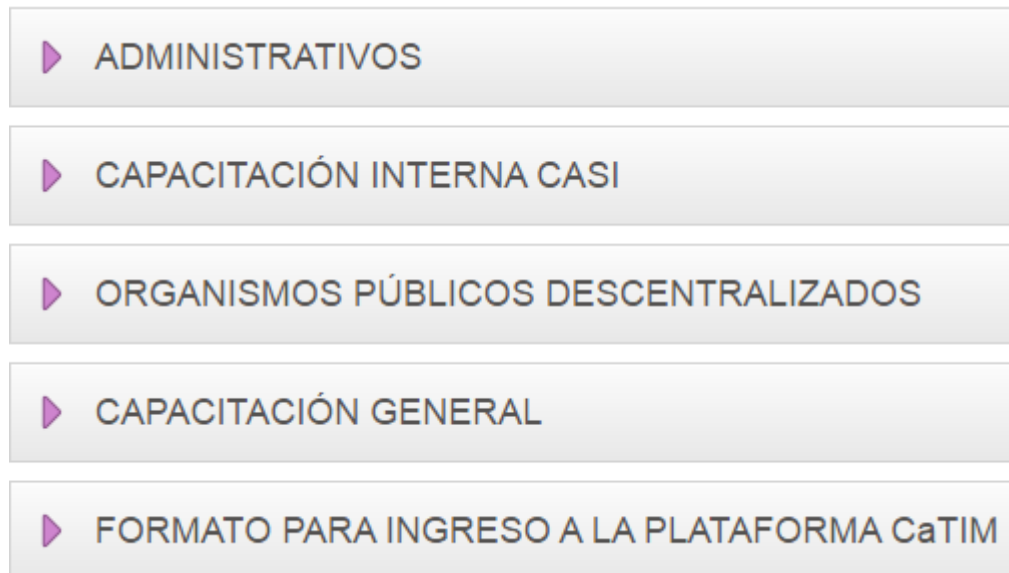 ADMINISTRATIVOS
CAPACITACIÓN INTERNA CASI
ORGANISMOS PÚBLICOS DESCENTRALIZADOS
CAPACITACIÓN GENERAL
FORMATO PARA INGRESO A LA PLATAFORMA CaTIM